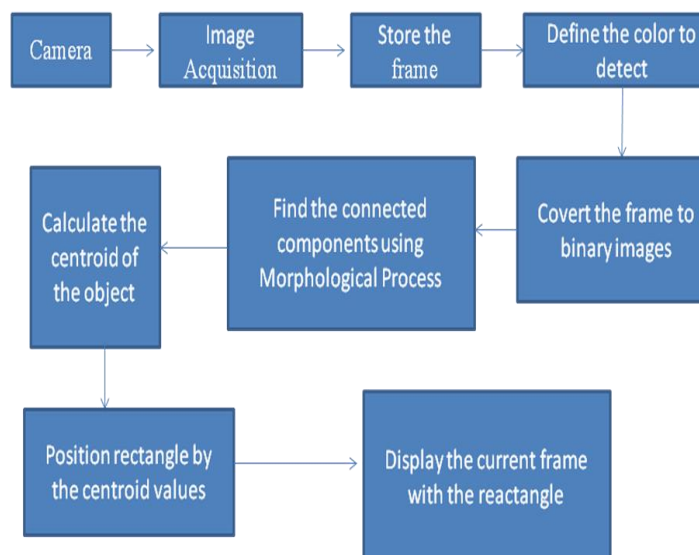 Camera
Image
Acquisition
Store the
frame
Define the color to
detect
Covert the frame to
binary images
Find the connected
components using
Morphological Process
Calculate the
centroid of
the object
Position rectangle by
the centroid values
Display the current frame
with the reactangle